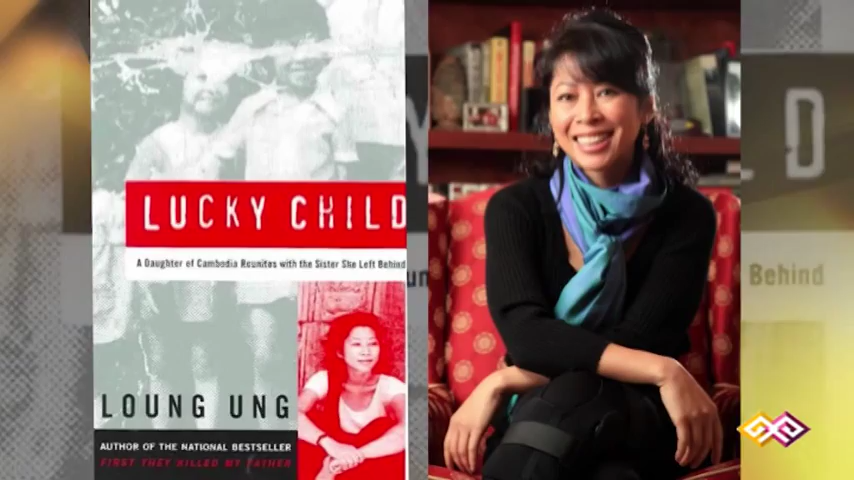 LUCKY CHILD
A Daughter of Cambodia Reunites with the Sister She Left Behind
LOUNG UNG
AUTHOR OF THE NATIONAL BESTSELLER
FIRST THEY KILLED MY FATHER
Behind